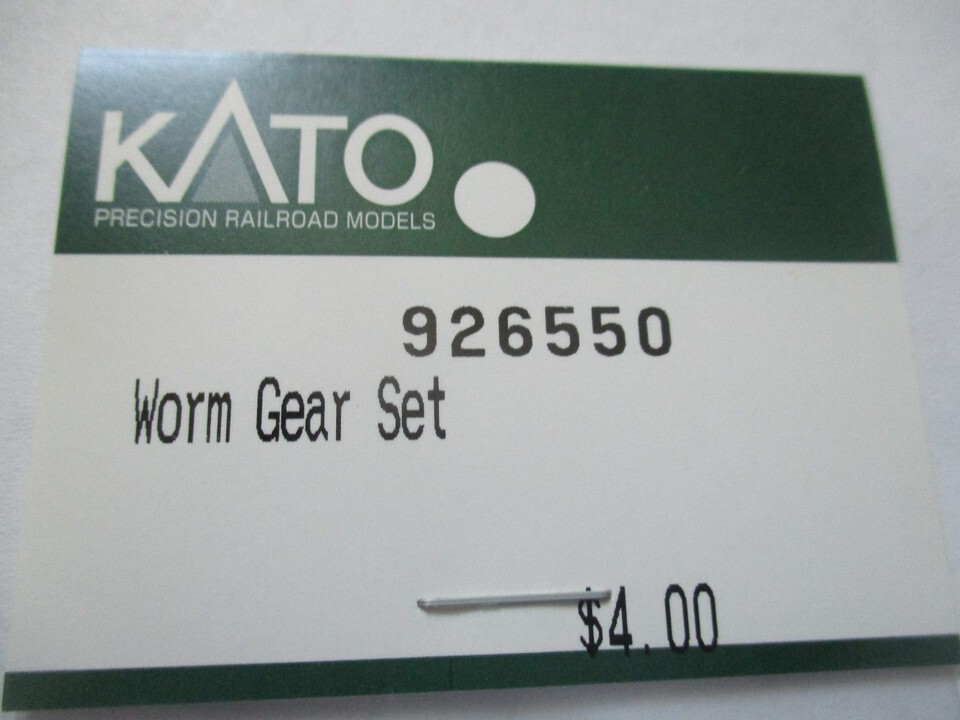 KATO
PRECISION RAILROAD MODELS
926550
Worm Gear Set
$4.00